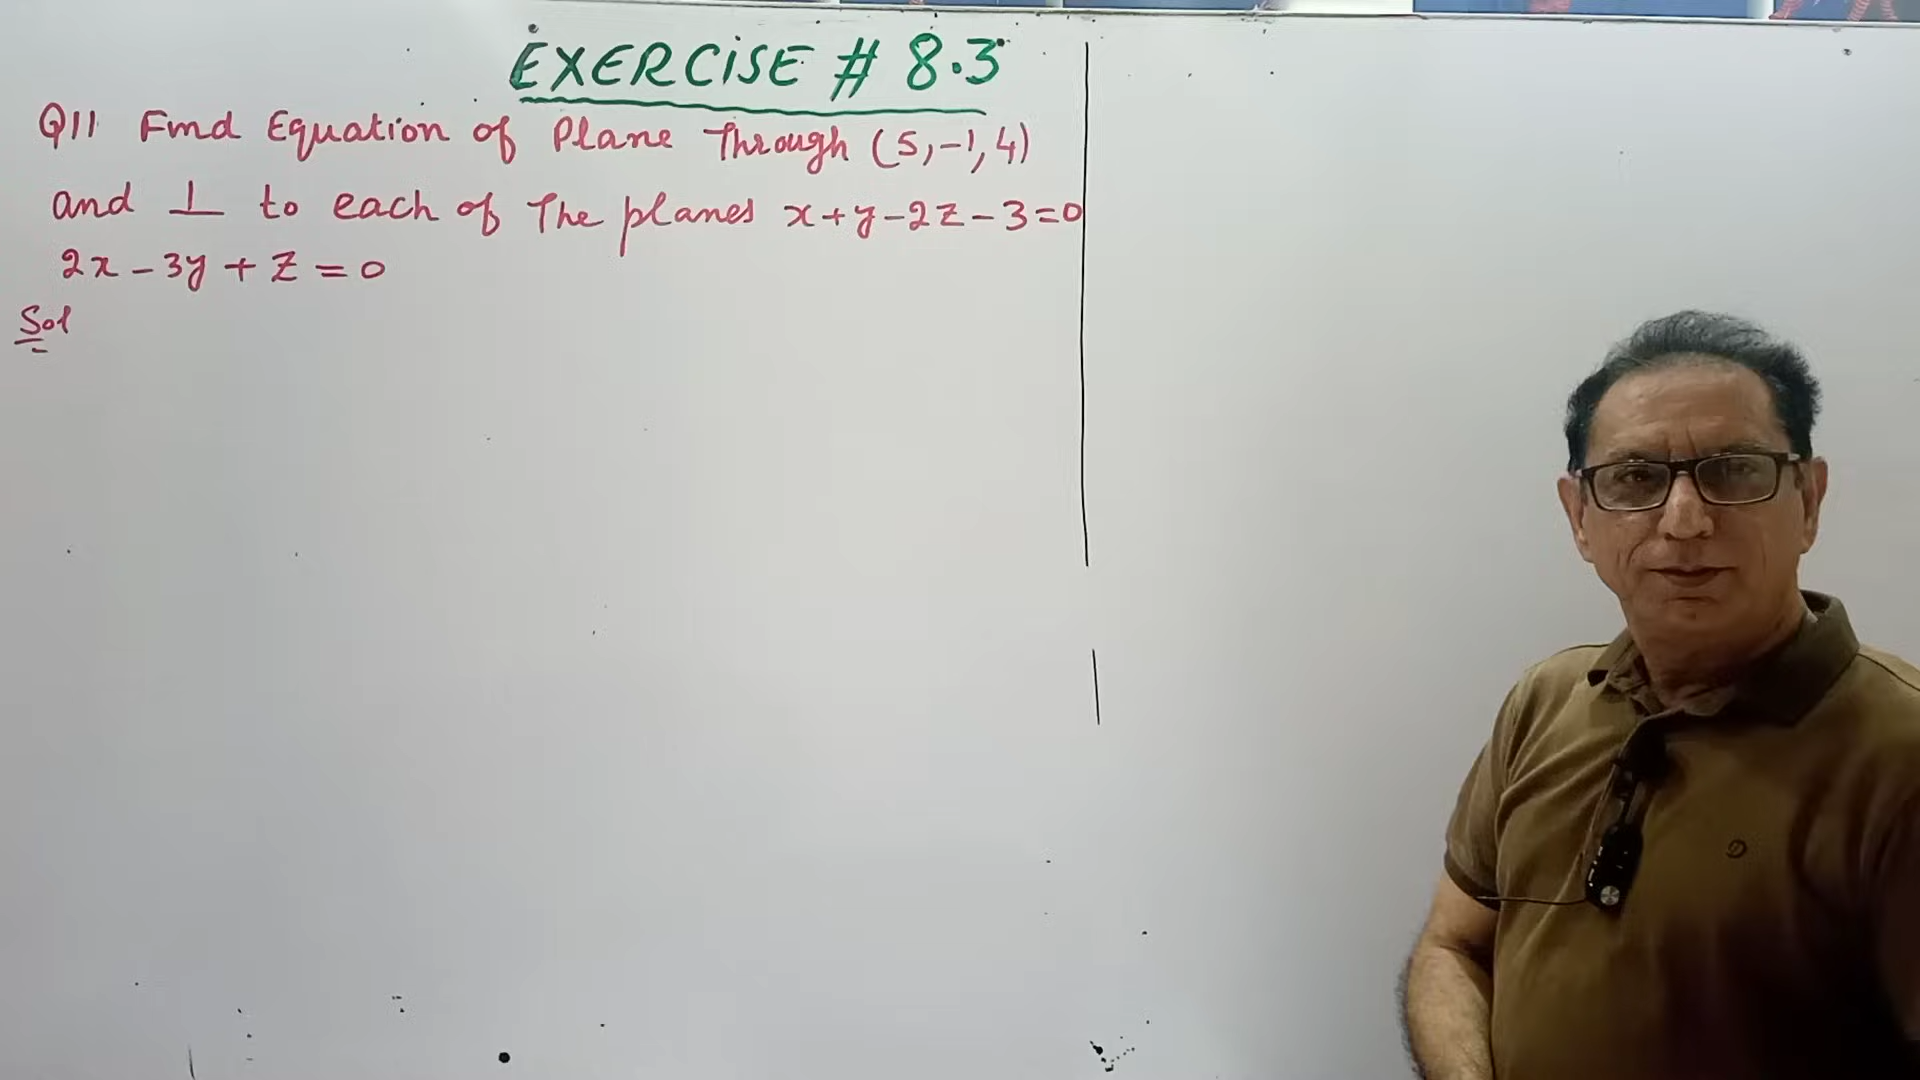 EXERCISE # 8.3
Q11 Find Equation of Plane Through (5,-1,4)
and ⊥ to each of The planes x+y-2z-3=0
2x-3y+z=0
Sol